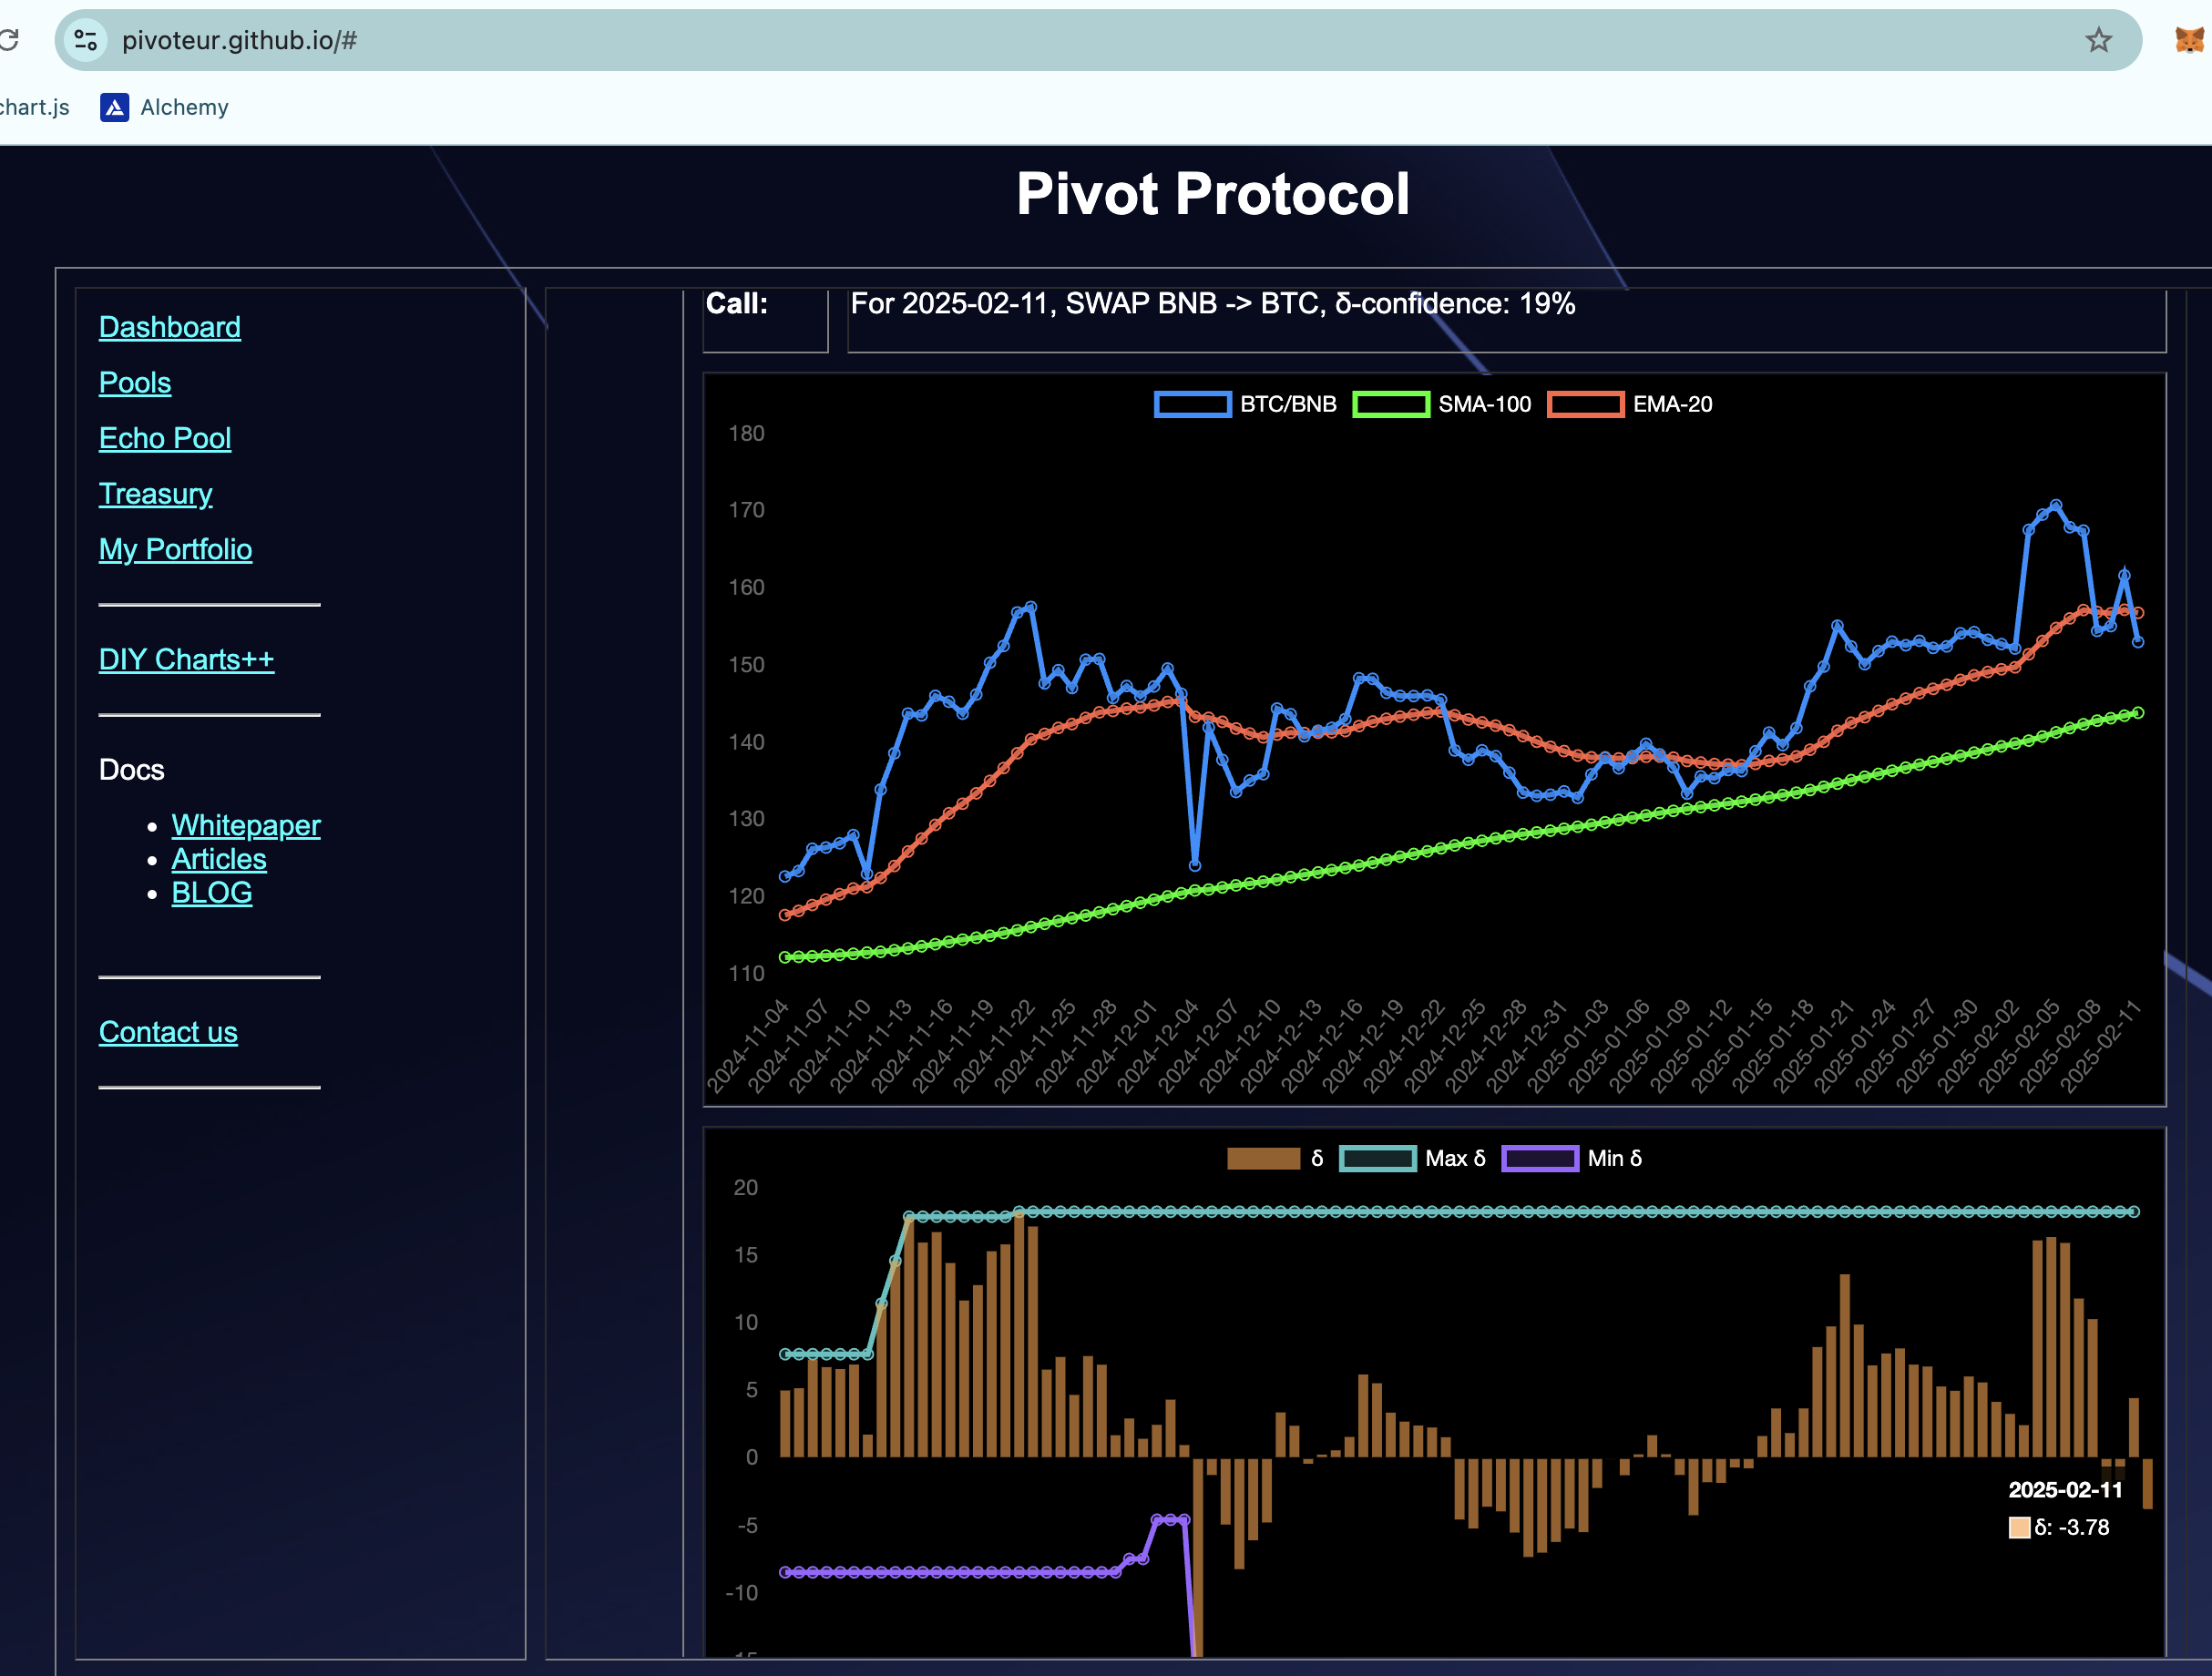 pivoteur.github.io/#
chart.js Alchemy
Pivot Protocol
Dashboard
Pools
Echo Pool
Treasury
My Portfolio
DIY Charts++
Docs
• Whitepaper
• Articles
• BLOG
Contact us
Call: For 2025-02-11, SWAP BNB -> BTC, δ-confidence: 19%
BTC/BNB SMA-100 EMA-20
180
170
160
150
140
130
120
110
2024-11-04 2024-11-07 2024-11-10 2024-11-13 2024-11-16 2024-11-19 2024-11-22 2024-11-25 2024-11-28 2024-12-01 2024-12-04 2024-12-07 2024-12-10 2024-12-13 2024-12-16 2024-12-19 2024-12-22 2024-12-25 2024-12-28 2024-12-31 2025-01-03 2025-01-06 2025-01-09 2025-01-12 2025-01-15 2025-01-18 2025-01-21 2025-01-24 2025-01-27 2025-01-30 2025-02-02 2025-02-05 2025-02-08 2025-02-11
δ Max δ Min δ
20
15
10
5
0
-5
-10
2025-02-11
δ: -3.78